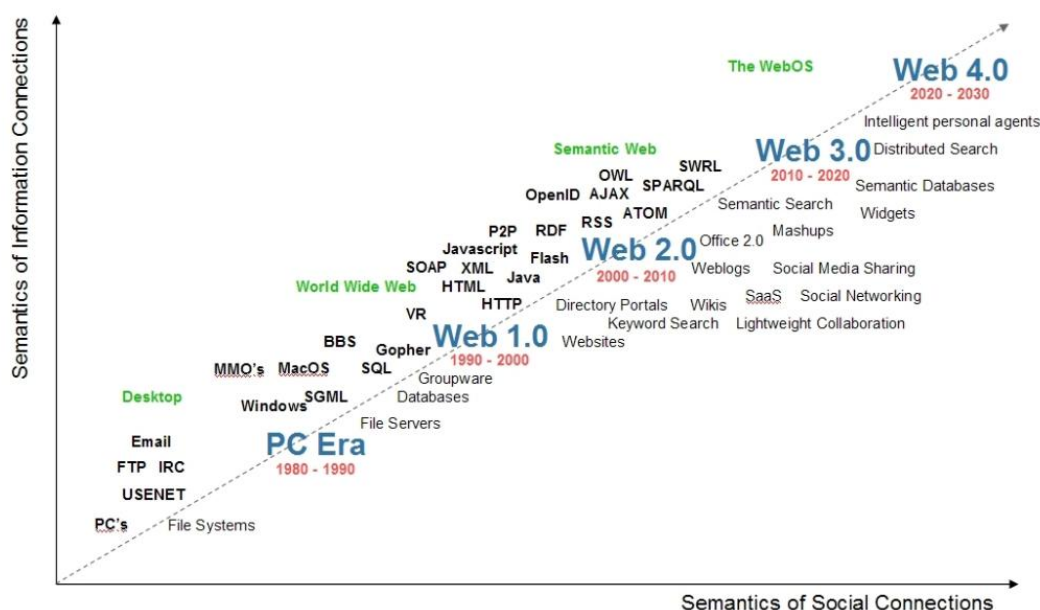 Semantics of Information Connections
The WebOS
Web 4.0
2020 - 2030
Intelligent personal agents
Semantic Web
Web 3.0
Distributed Search
2010 - 2020
SWRL
OWL
SPARQL
Semantic Databases
OpenID
AJAX
Semantic Search
Widgets
ATOM
RSS
P2P
RDF
Mashups
Office 2.0
Javascript
Web 2.0
Flash
SOAP
XML
2000 - 2010
Weblogs
Social Media Sharing
Java
World Wide Web
HTML
HTTP
Directory Portals
Wikis
SaaS
Social Networking
VR
Keyword Search
Lightweight Collaboration
Web 1.0
BBS
Websites
Gopher
1990 - 2000
MMO's
MacOS
SQL
Groupware
Desktop
SGML
Databases
Windows
File Servers
Email
PC Era
1980 - 1990
FTP
IRC
USENET
PC's
File Systems
Semantics of Social Connections